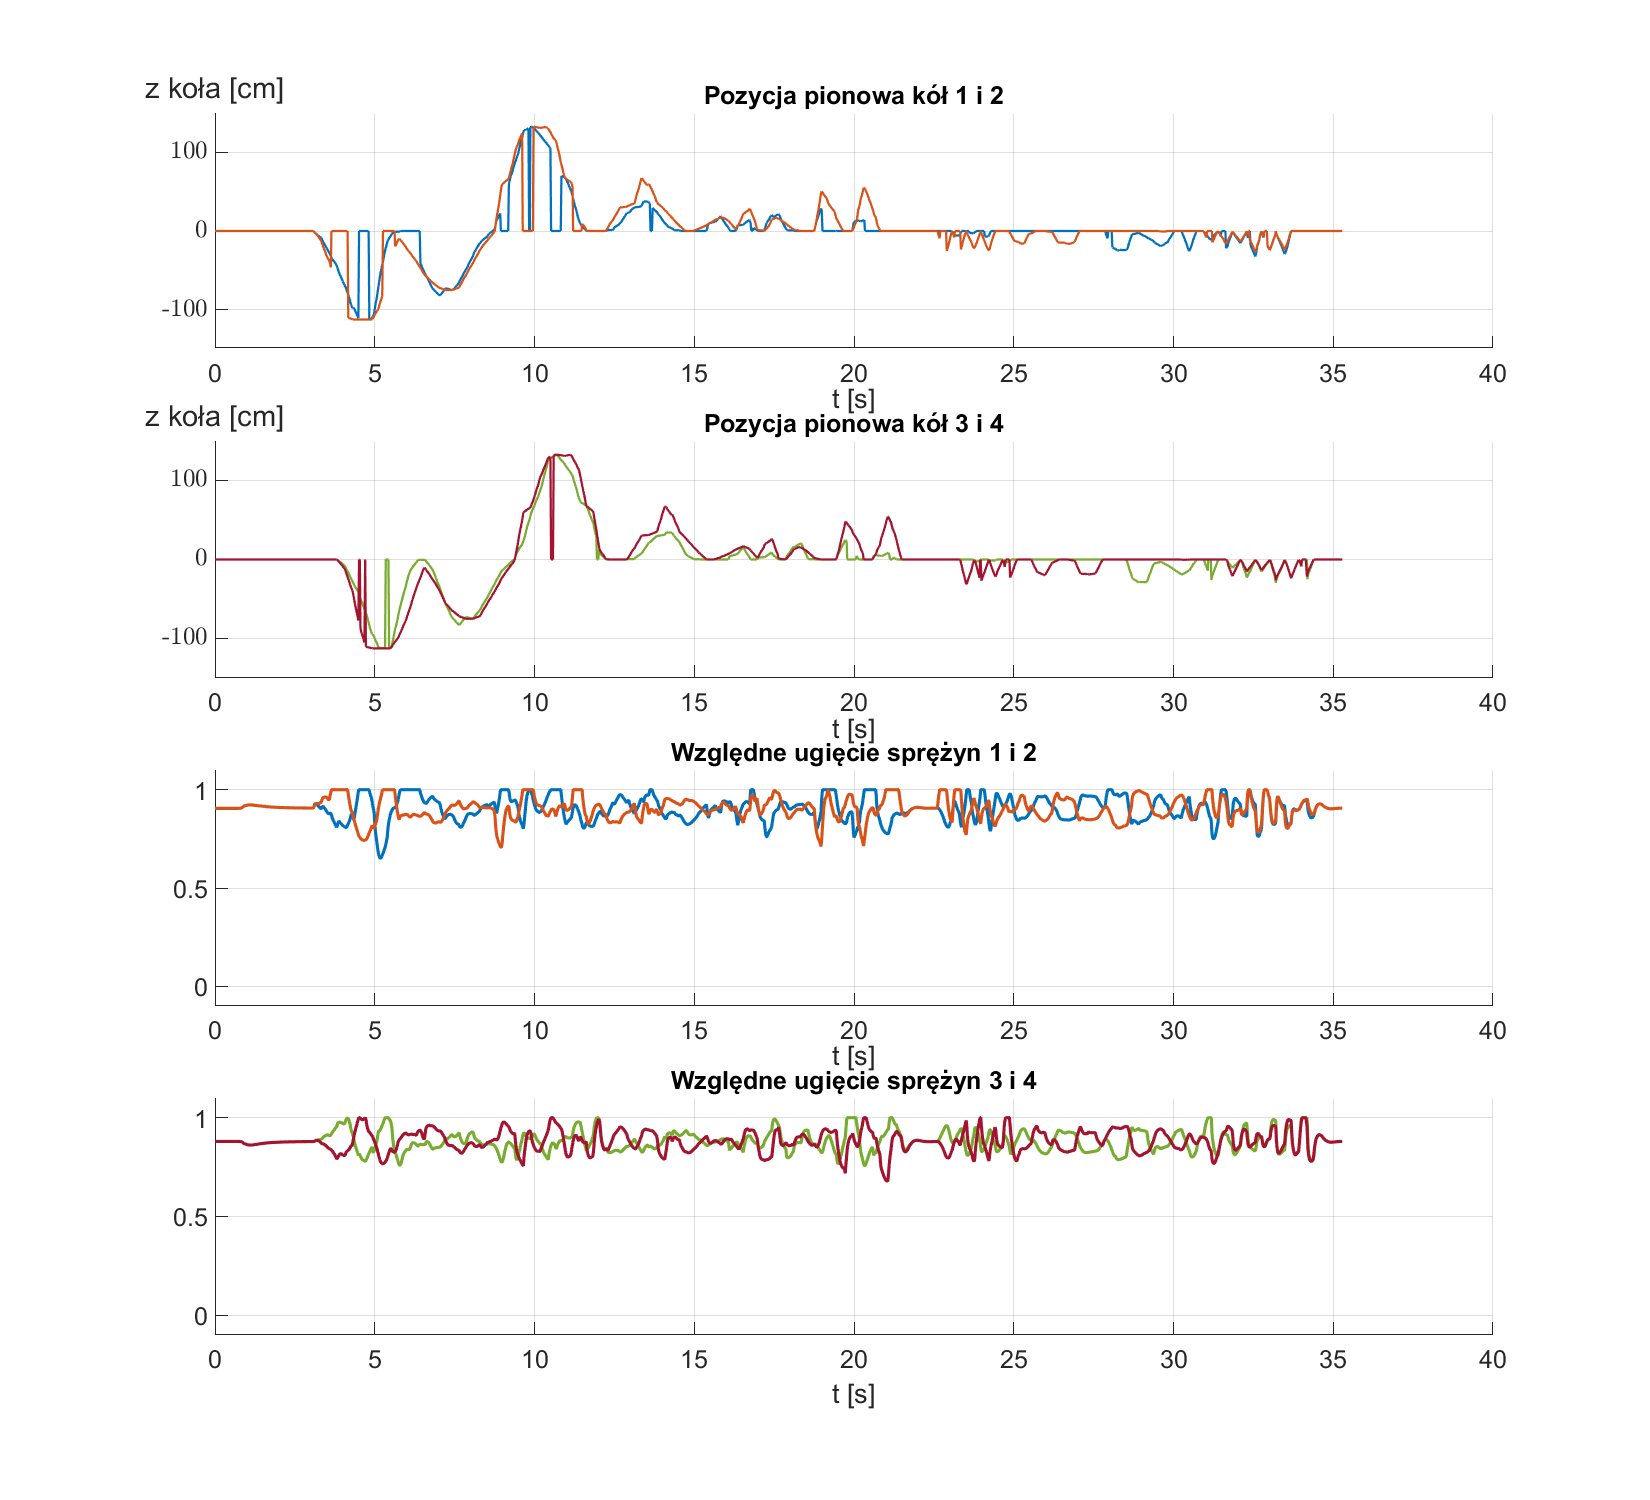 z koła [cm]
Pozycja pionowa kół 1 i 2
100
0
-100
0 5 10 15 20 25 30 35 40
t [s]
z koła [cm]
Pozycja pionowa kół 3 i 4
100
0
-100
0 5 10 15 20 25 30 35 40
t [s]
Względne ugięcie sprężyn 1 i 2
1
0.5
0
0 5 10 15 20 25 30 35 40
t [s]
Względne ugięcie sprężyn 3 i 4
1
0.5
0
0 5 10 15 20 25 30 35 40
t [s]